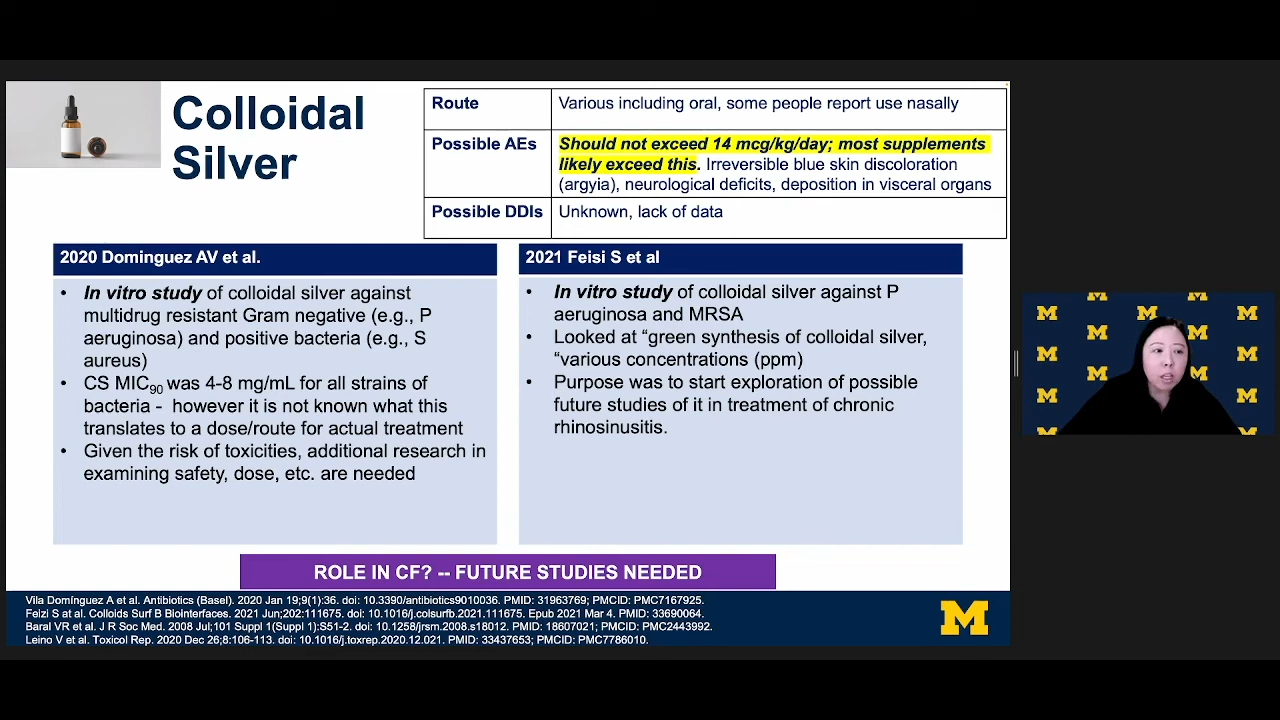 Colloidal
Silver
Route
Various including oral, some people report use nasally
Possible AEs
Should not exceed 14 mcg/kg/day; most supplements
likely exceed this. Irreversible blue skin discoloration
(argyia), neurological deficits, deposition in visceral organs
Possible DDIs
Unknown, lack of data
2020 Dominguez AV et al.
• In vitro study of colloidal silver against
multidrug resistant Gram negative (e.g., P
aeruginosa) and positive bacteria (e.g., S
aureus)
• CS MIC90 was 4-8 mg/mL for all strains of
bacteria - however it is not known what this
translates to a dose/route for actual treatment
• Given the risk of toxicities, additional research in
examining safety, dose, etc. are needed
2021 Feisi S et al
• In vitro study of colloidal silver against P
aeruginosa and MRSA
• Looked at “green synthesis of colloidal silver,
“various concentrations (ppm)
• Purpose was to start exploration of possible
future studies of it in treatment of chronic
rhinosinusitis.
ROLE IN CF? -- FUTURE STUDIES NEEDED
Vila Domínguez A et al. Antibiotics (Basel). 2020 Jan 19;9(1):36. doi: 10.3390/antibiotics9010036. PMID: 31963769; PMCID: PMC7167925.
Feizi S at al. Colloids Surf B Biointerfaces. 2021 Jun;202:111675. doi: 10.1016/j.colsurfb.2021.111675. Epub 2021 Mar 4. PMID: 33690064.
Baral VR et al. J R Soc Med. 2008 Jul;101 Suppl 1(Suppl 1):S51-2. doi: 10.1258/jrsm.2008.s18012. PMID: 18607021; PMCID: PMC2443992.
Leino V et al. Toxicol Rep. 2020 Dec 26;8:106-113. doi: 10.1016/j.toxrep.2020.12.021. PMID: 33437653; PMCID: PMC7786010.
M